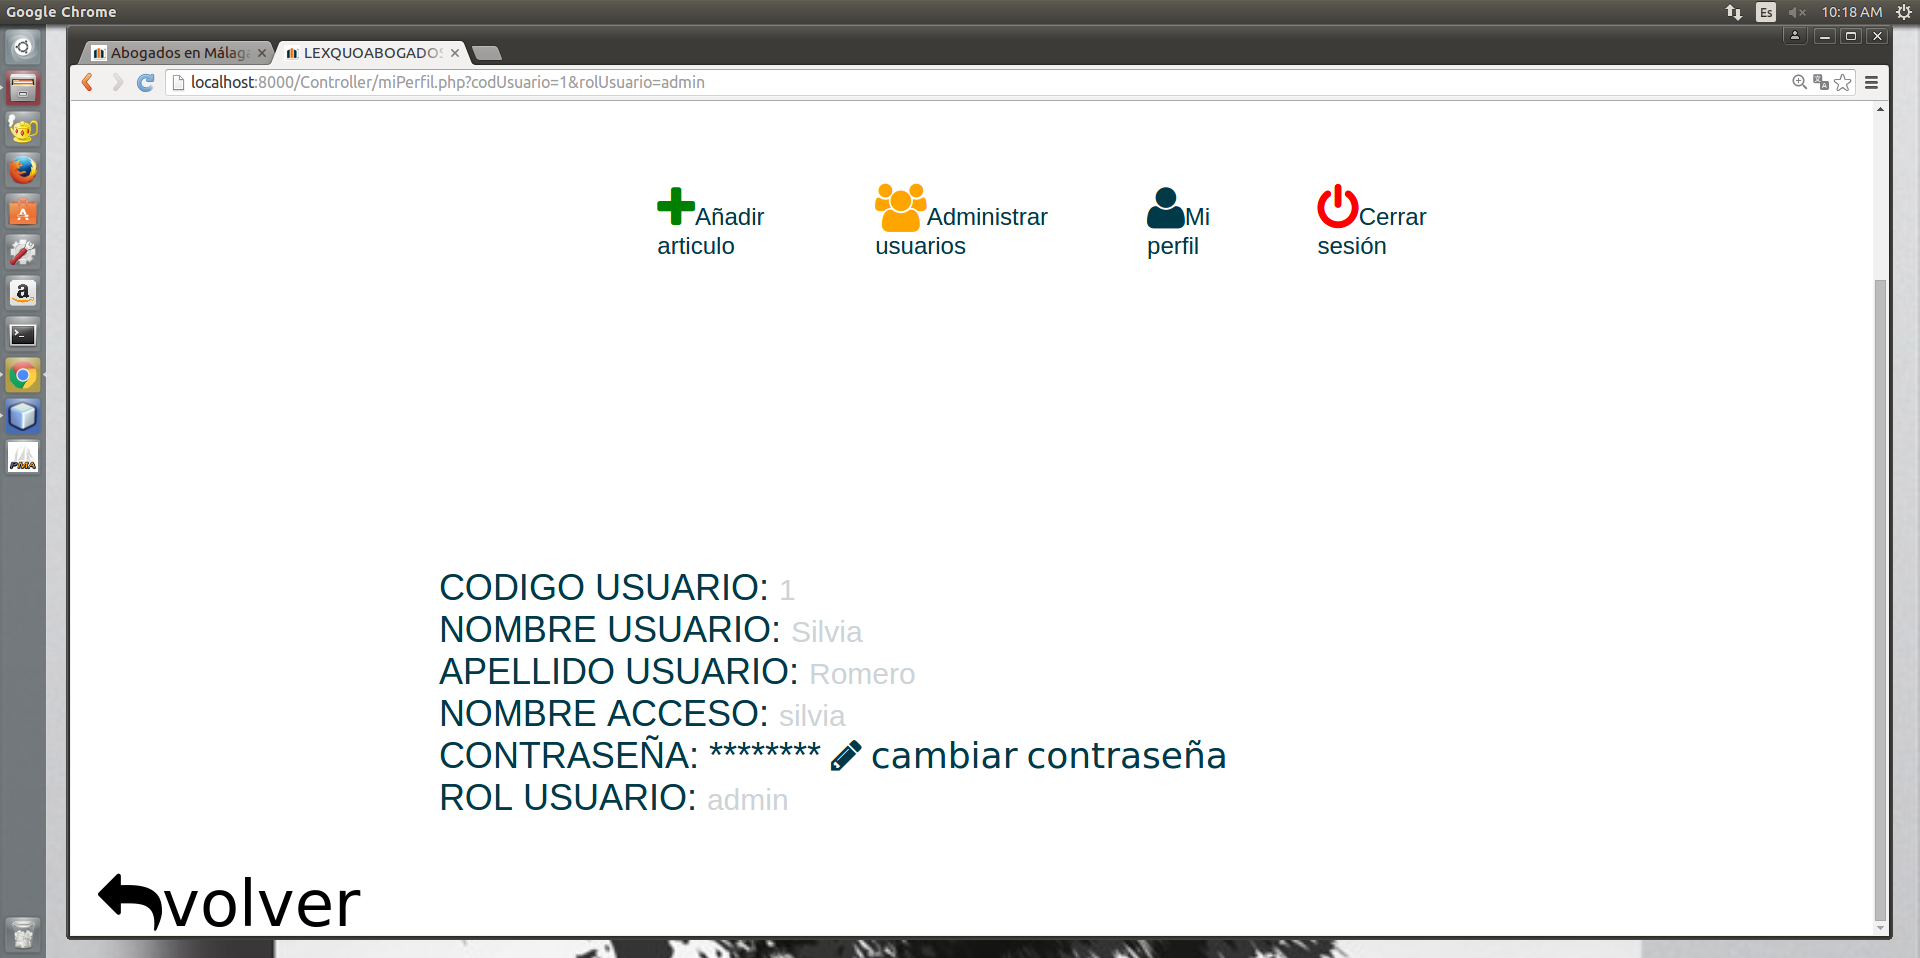 Google Chrome
Es
10:18 AM
Abogados en Málag
LEXQUOABOGADOS
localhost:8000/Controller/miPerfil.php?codUsuario=1&rolUsuario=admin
Añadir
articulo
Administrar
usuarios
Mi
perfil
Cerrar
sesión
CODIGO USUARIO: 1
NOMBRE USUARIO: Silvia
APELLIDO USUARIO: Romero
NOMBRE ACCESO: silvia
CONTRASEÑA: ******** cambiar contraseña
ROL USUARIO: admin
volver
PMA